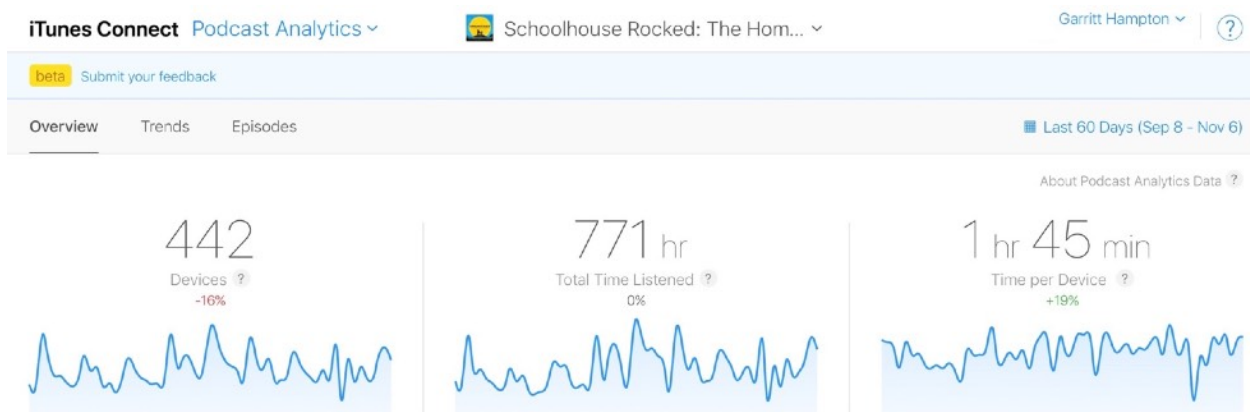 iTunes Connect Podcast Analytics Schoolhouse Rocked: The Hom... Garritt Hampton ?
beta Submit your feedback
Overview Trends Episodes Last 60 Days (Sep 8 - Nov 6)
About Podcast Analytics Data ?
442 771 hr 1 hr 45 min
Devices ? Total Time Listened ? Time per Device ?
-16% 0% +19%